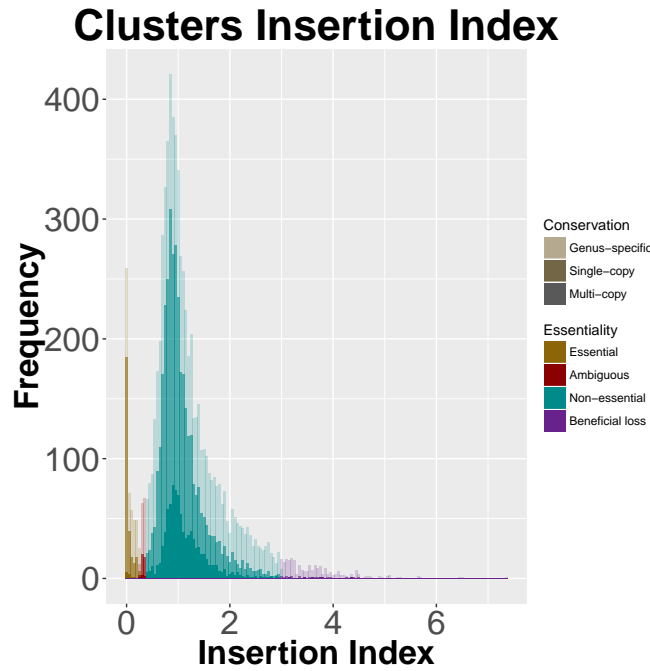 Clusters Insertion Index
Frequency
400
300
200
100
0
0 2 4 6
Insertion Index
Conservation
Genus-specific
Single-copy
Multi-copy
Essentiality
Essential
Ambiguous
Non-essential
Beneficial loss